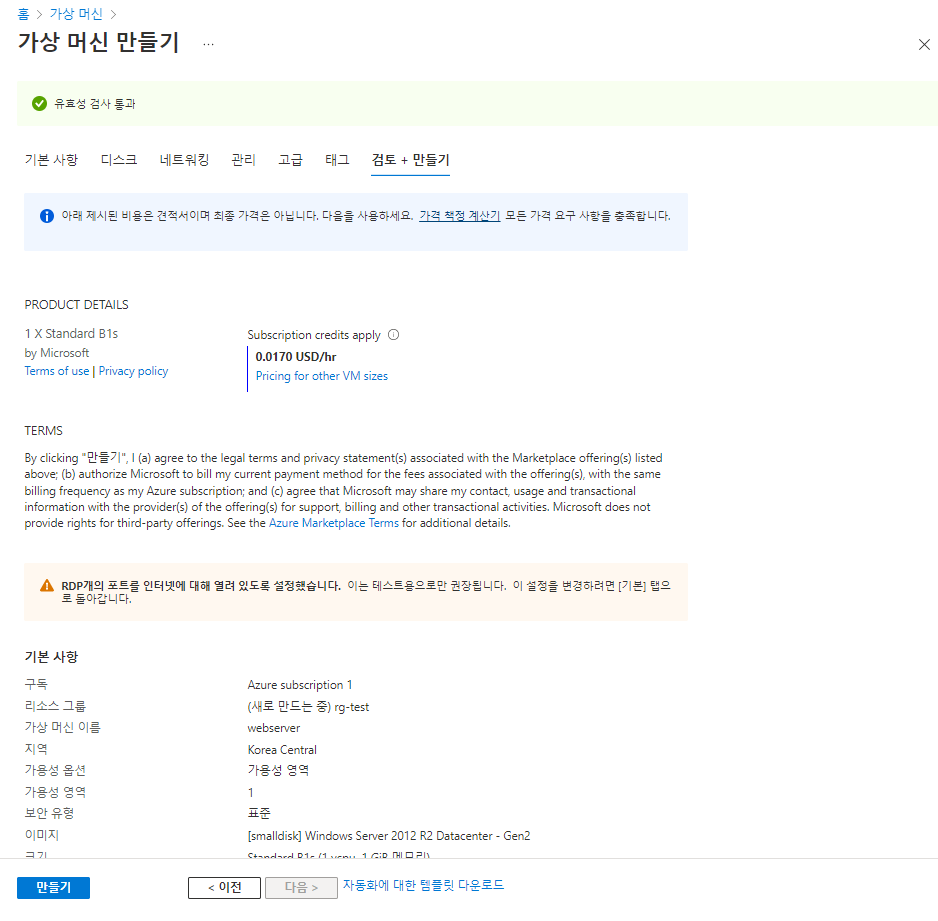 홈 > 가상 머신 >
가상 머신 만들기 ...
유효성 검사 통과
기본 사항 디스크 네트워킹 관리 고급 태그 검토 + 만들기
아래 제시된 비용은 견적서이며 최종 가격은 아닙니다. 다음을 사용하세요. 가격 책정 계산기 모든 가격 요구 사항을 충족합니다.
PRODUCT DETAILS
1 X Standard B1s
by Microsoft
Terms of use | Privacy policy
Subscription credits apply
0.0170 USD/hr
Pricing for other VM sizes
TERMS
By clicking "만들기", I (a) agree to the legal terms and privacy statement(s) associated with the Marketplace offering(s) listed
above; (b) authorize Microsoft to bill my current payment method for the fees associated with the offering(s), with the same
billing frequency as my Azure subscription; and (c) agree that Microsoft may share my contact, usage and transactional
information with the provider(s) of the offering(s) for support, billing and other transactional activities. Microsoft does not
provide rights for third-party offerings. See the Azure Marketplace Terms for additional details.
RDP개의 포트를 인터넷에 대해 열려 있도록 설정했습니다. 이는 테스트용으로만 권장됩니다. 이 설정을 변경하려면 [기본] 탭으
로 돌아갑니다.
기본 사항
구독 Azure subscription 1
리소스 그룹 (새로 만드는 중) rg-test
가상 머신 이름 webserver
지역 Korea Central
가용성 옵션 가용성 영역
가용성 영역 1
보안 유형 표준
이미지 [smalldisk] Windows Server 2012 R2 Datacenter - Gen2
크기 Standard B1s (1 vcpu, 1 GiB 메모리)
만들기 < 이전 다음 > 자동화에 대한 템플릿 다운로드